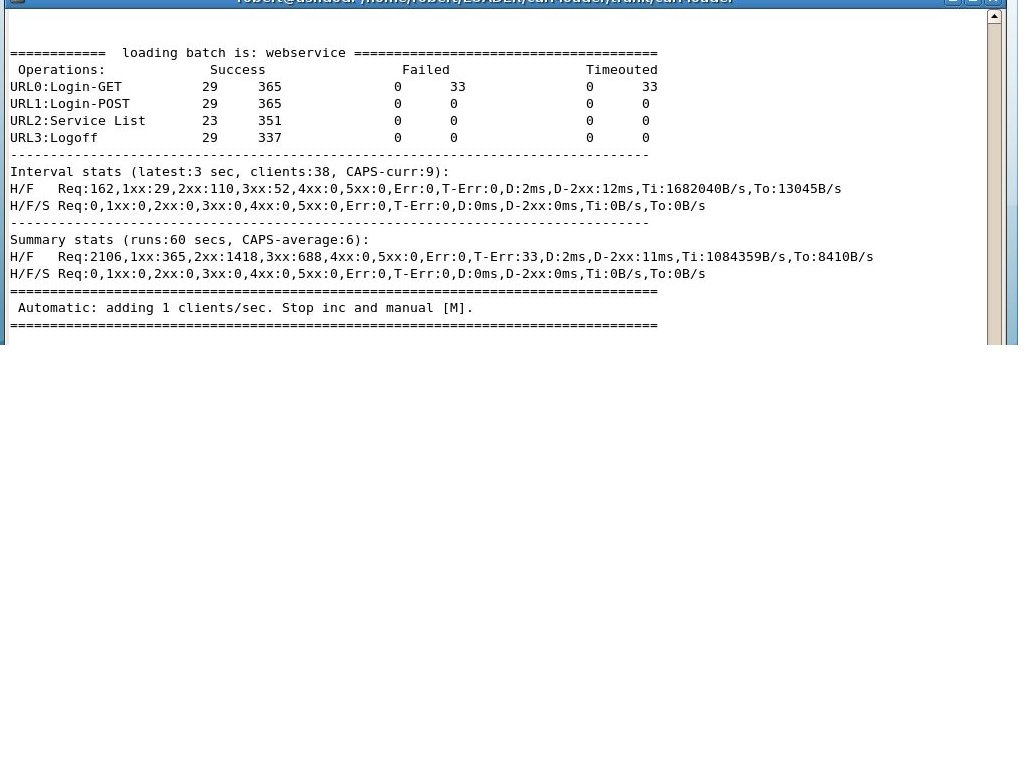 ============  loading batch is: webservice ======================================
 Operations:             Success                 Failed                 Timeouted
URL0:Login-GET          29     365              0      33               0      33
URL1:Login-POST         29     365              0      0                0      0
URL2:Service List       23     351              0      0                0      0
URL3:Logoff             29     337              0      0                0      0
--------------------------------------------------------------------------------
Interval stats (latest:3 sec, clients:38, CAPS-curr:9):
H/F   Req:162,1xx:29,2xx:110,3xx:52,4xx:0,5xx:0,Err:0,T-Err:0,D:2ms,D-2xx:12ms,Ti:1682040B/s,To:13045B/s
H/F/S Req:0,1xx:0,2xx:0,3xx:0,4xx:0,5xx:0,Err:0,T-Err:0,D:0ms,D-2xx:0ms,Ti:0B/s,To:0B/s
--------------------------------------------------------------------------------
Summary stats (runs:60 secs, CAPS-average:6):
H/F   Req:2106,1xx:365,2xx:1418,3xx:688,4xx:0,5xx:0,Err:0,T-Err:33,D:2ms,D-2xx:11ms,Ti:1084359B/s,To:8410B/s
H/F/S Req:0,1xx:0,2xx:0,3xx:0,4xx:0,5xx:0,Err:0,T-Err:0,D:0ms,D-2xx:0ms,Ti:0B/s,To:0B/s
=================================================================================
 Automatic: adding 1 clients/sec. Stop inc and manual [M].
=================================================================================